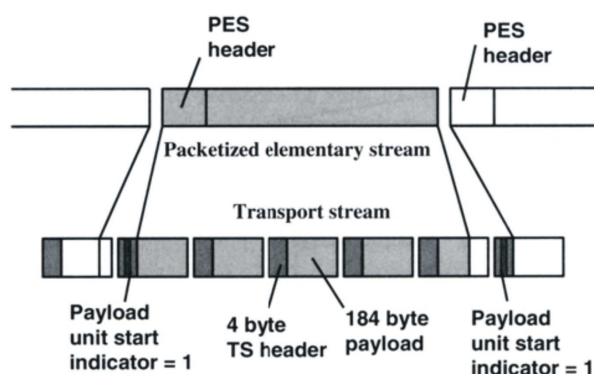 PES
header
PES
header
Packetized elementary stream
Transport stream
Payload
unit start
indicator = 1
4 byte
TS header
184 byte
payload
Payload
unit start
indicator = 1